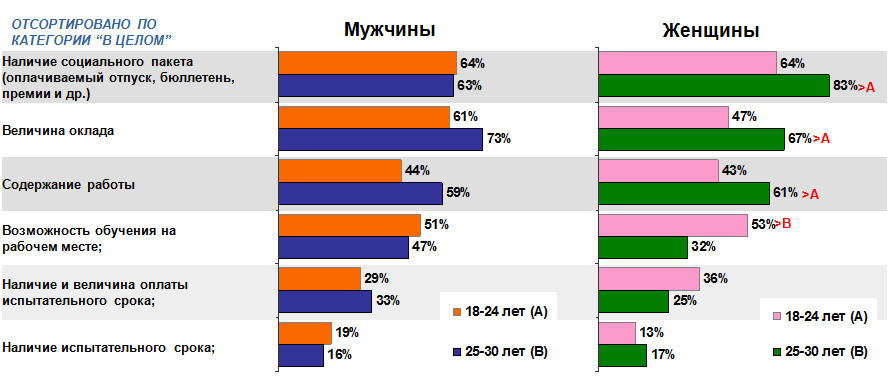 ОТСОРТИРОВАНО ПО
КАТЕГОРИИ “В ЦЕЛОМ”
Мужчины
Женщины
Наличие социального пакета
(оплачиваемый отпуск, бюллетень,
премии и др.)
64%
63%
64%
83%>A
Величина оклада
61%
73%
47%
67%>A
Содержание работы
44%
59%
43%
61%>A
Возможность обучения на
рабочем месте;
51%
47%
53%>B
32%
Наличие и величина оплаты
испытательного срока;
29%
33%
36%
25%
Наличие испытательного срока;
19%
16%
13%
17%
18-24 лет (A)
25-30 лет (B)
18-24 лет (A)
25-30 лет (B)